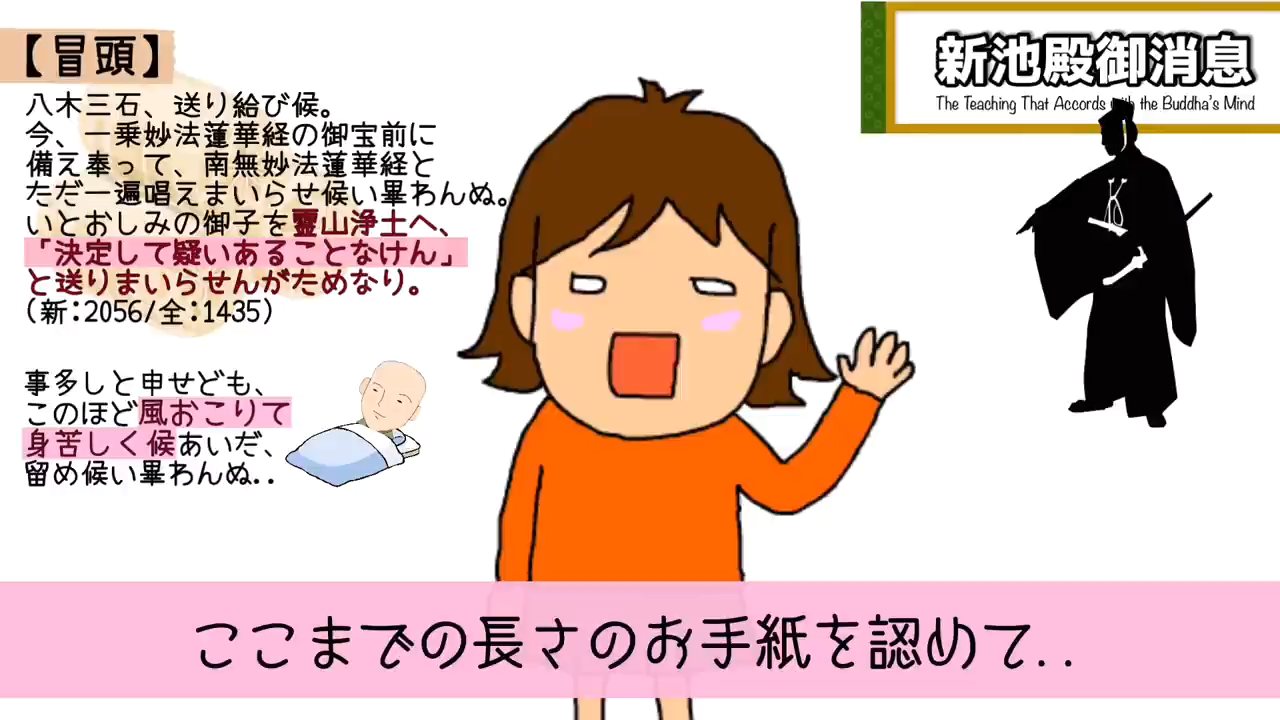 【冒頭】
八木三石、送り給び候。
今、一乗妙法蓮華経の御宝前に
備え奉って、南無妙法蓮華経と
ただ一遍唱えまいらせ候い畢わんぬ。
いとおしみの御子を霊山浄土へ、
「決定して疑いあることなけん」
と送りまいらせんがためなり。
(新:2056/全:1435)
事多しと申せども、
このほど風おこりて
身苦しく候あいだ、
留め候い畢わんぬ..
新池殿御消息
The Teaching That Accords with the Buddha's Mind
ここまでの長さのお手紙を認めて..